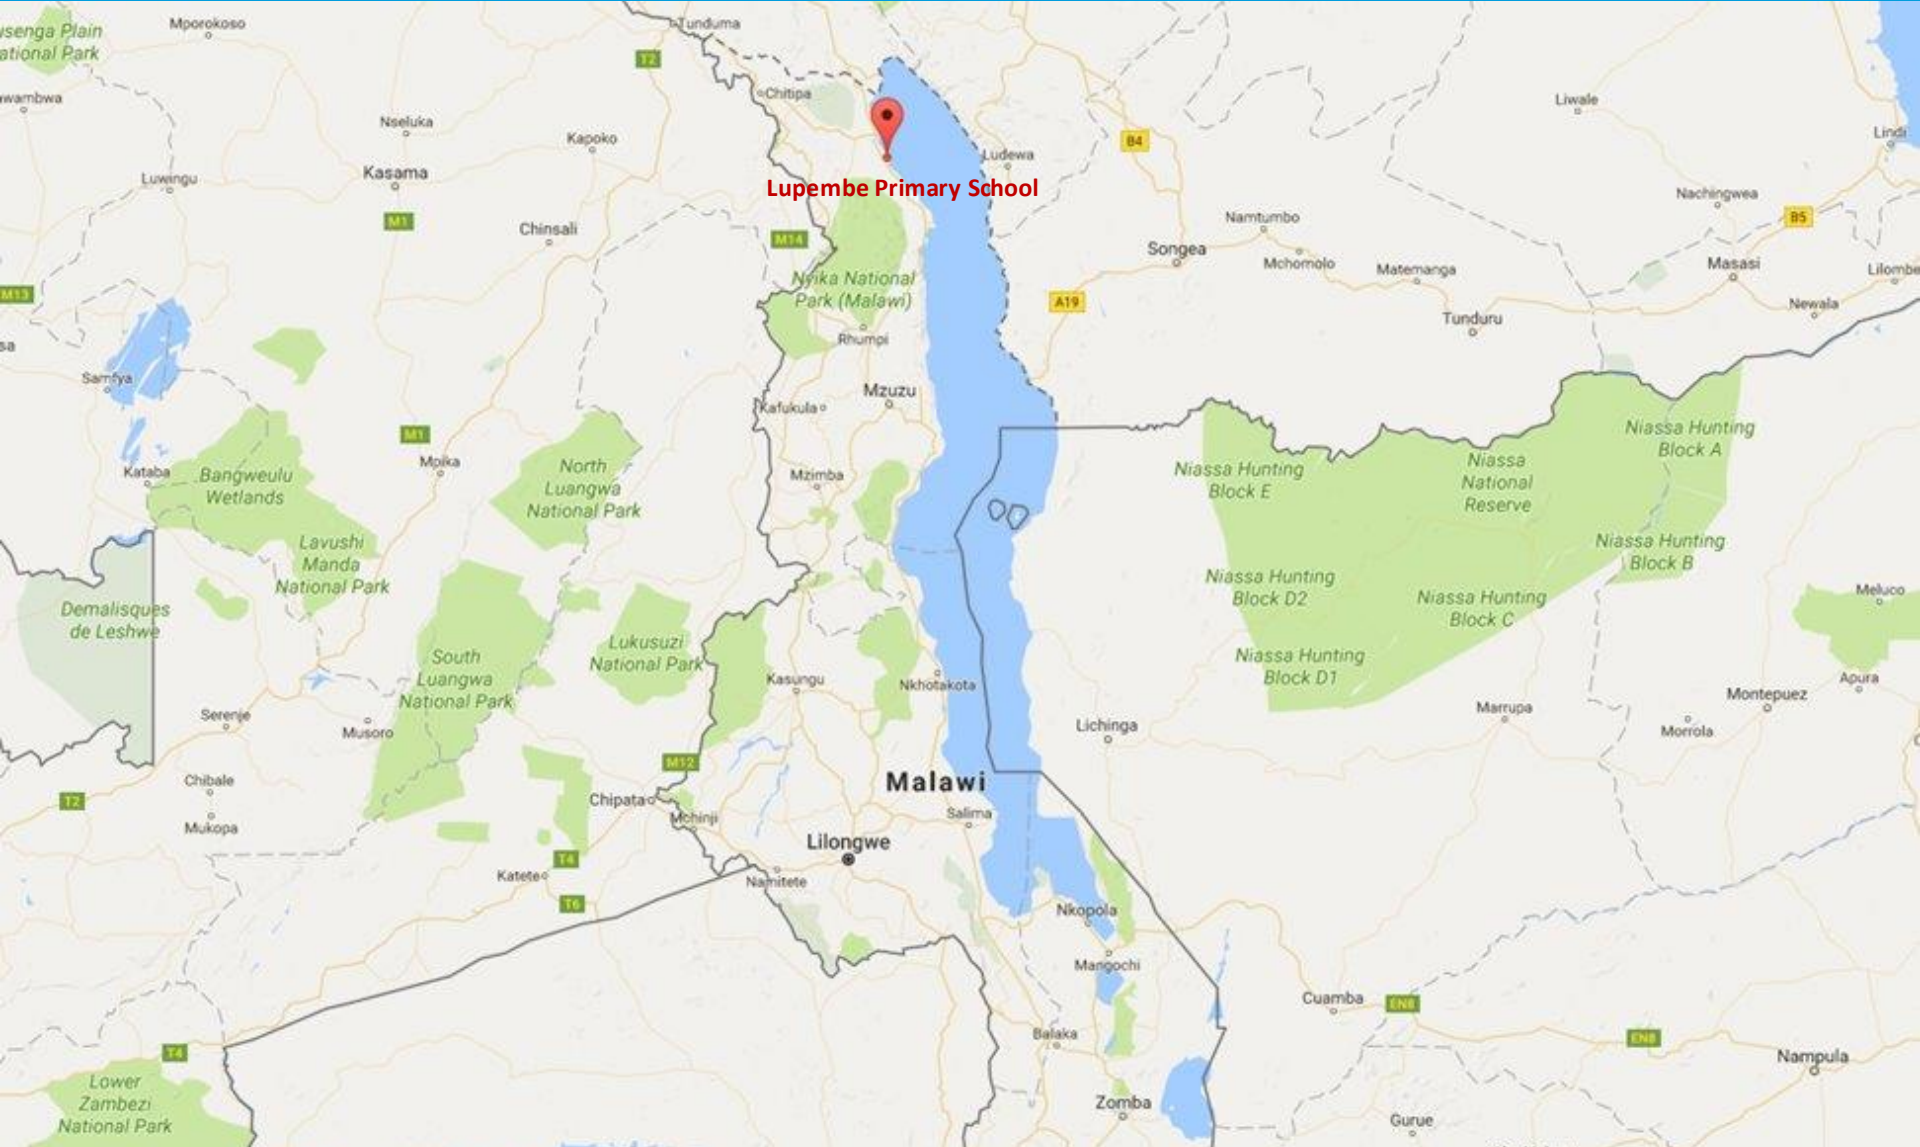 Mporokoso
Tunduma
National Park
T2
Chitipa
Liwale
Nseluka
Kapoko
B4
Lindi
Ludewa
Kasama
Luwingu
Lupembe Primary School
Nachingwea
M1
Chinsali
M14
Namtumbo
B5
Songea
Mchomolo
Matemanga
Masasi
Nyika National
Park (Malawi)
M13
A19
Newala
Tunduru
Rhumpi
Samfya
Mzuzu
Kafukula
M1
Mpika
Niassa Hunting
Block A
Kataba
Bangweulu
Wetlands
North
Luangwa
National Park
Mzimba
Niassa Hunting
Block E
Niassa
National
Reserve
Lavushi
Manda
National Park
Niassa Hunting
Block B
Niassa Hunting
Block D2
Niassa Hunting
Block C
Meluco
Demalisques
de Leshwe
South
Luangwa
National Park
Lukusuzi
National Park
Niassa Hunting
Block D1
Kasungu
Nkhotakota
Apura
Montepuez
Marrupa
Morrola
Serenje
Musoro
Lichinga
M12
Malawi
Chibale
T2
Chipata
Mchinji
Salima
Mukopa
Lilongwe
T4
Katete
Namitete
T6
Nkopola
Mangochi
Cuamba
EN8
Balaka
EN8
T4
Nampula
Lower
Zambezi
National Park
Zomba
Gurue